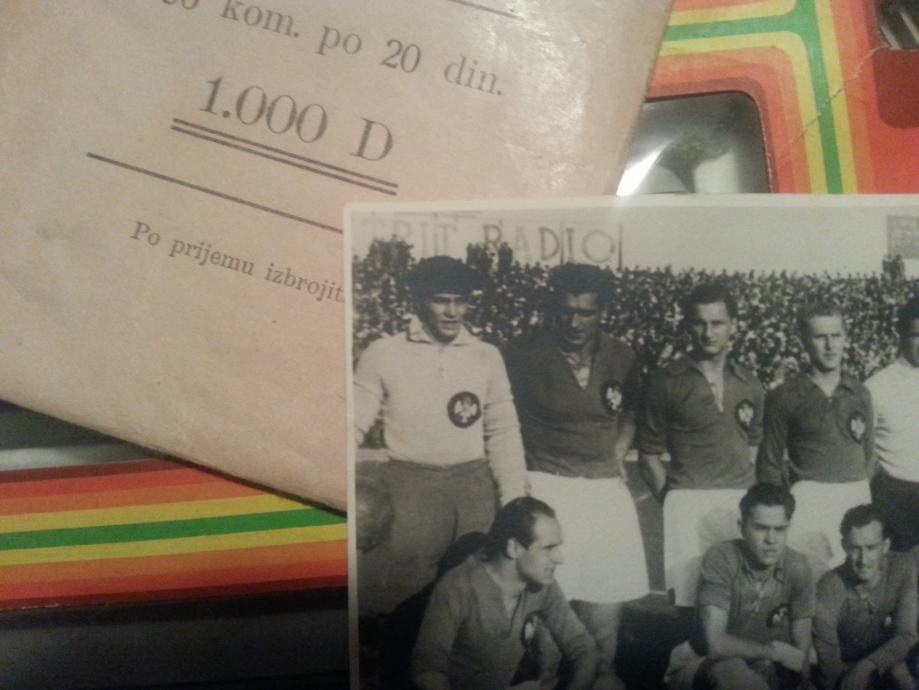 kom. po 20 din.
1.000 D
Po prijemu izbrojit
RADIO